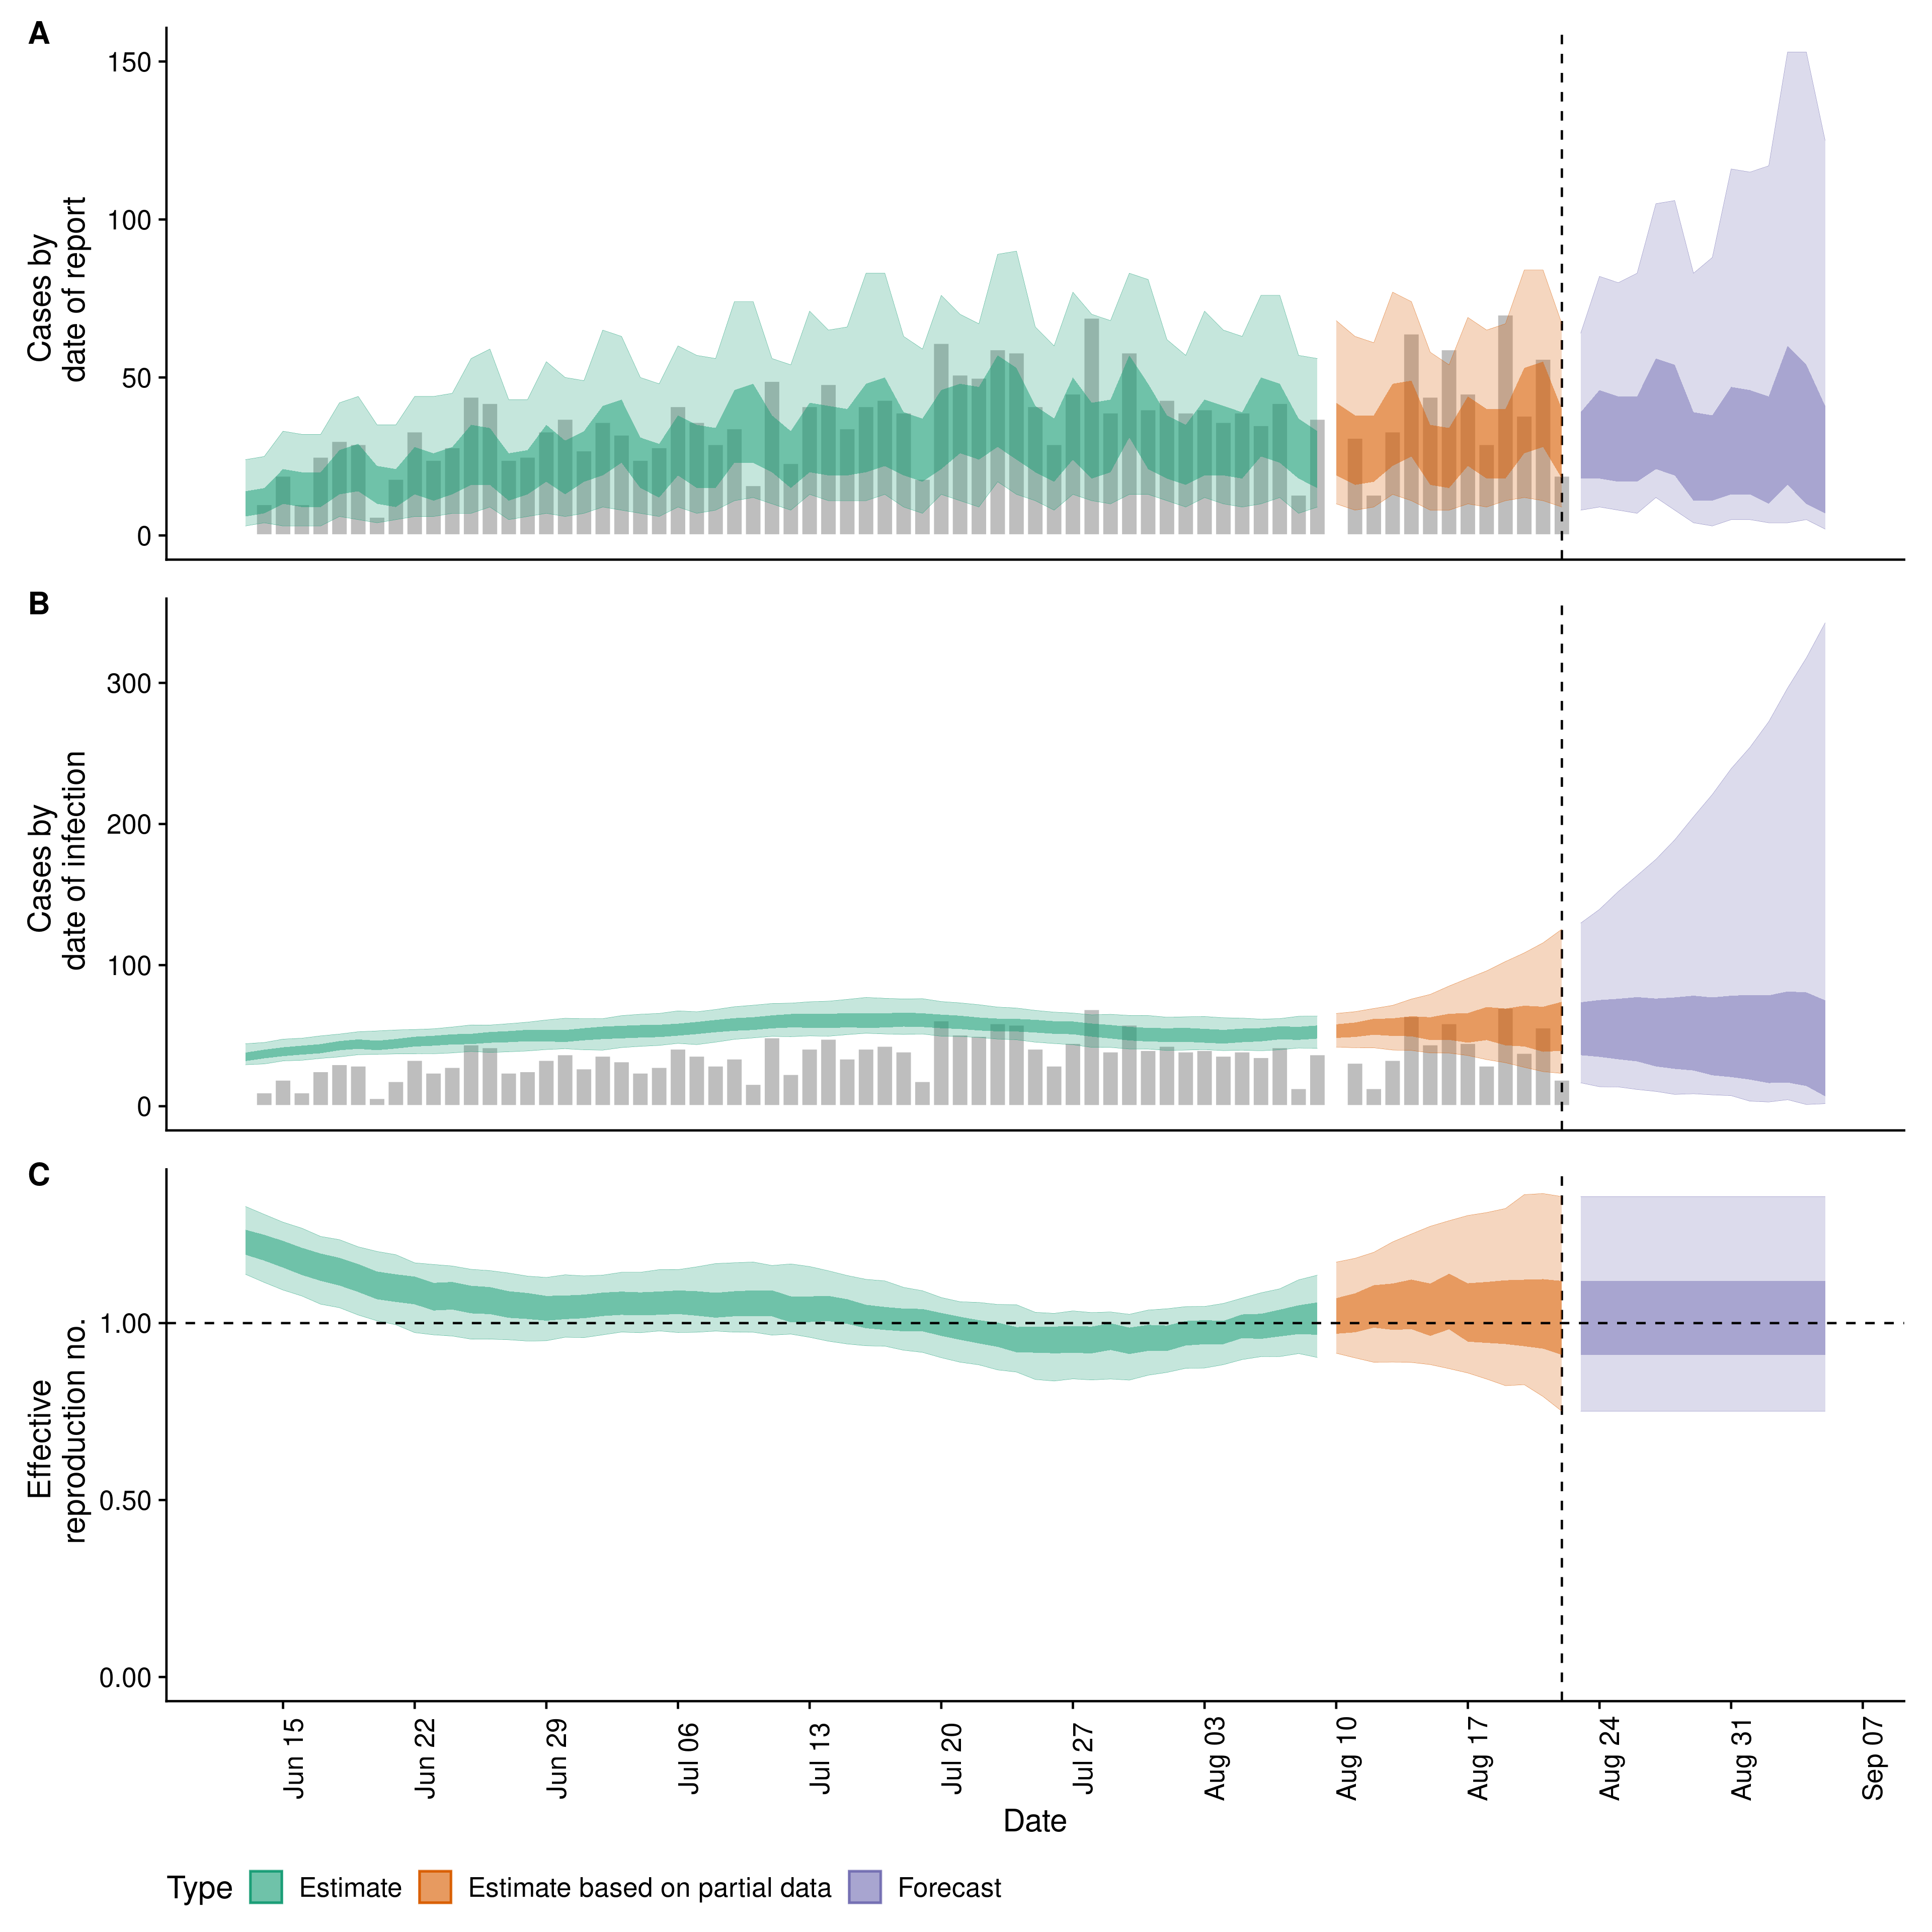 A
Cases by
date of report
150
100
50
0
B
Cases by
date of infection
300
200
100
0
C
Effective
reproduction no.
1.00
0.50
0.00
Jun 15
Jun 22
Jun 29
Jul 06
Jul 13
Jul 20
Jul 27
Aug 03
Aug 10
Aug 17
Aug 24
Aug 31
Sep 07
Date
Type Estimate Estimate based on partial data Forecast